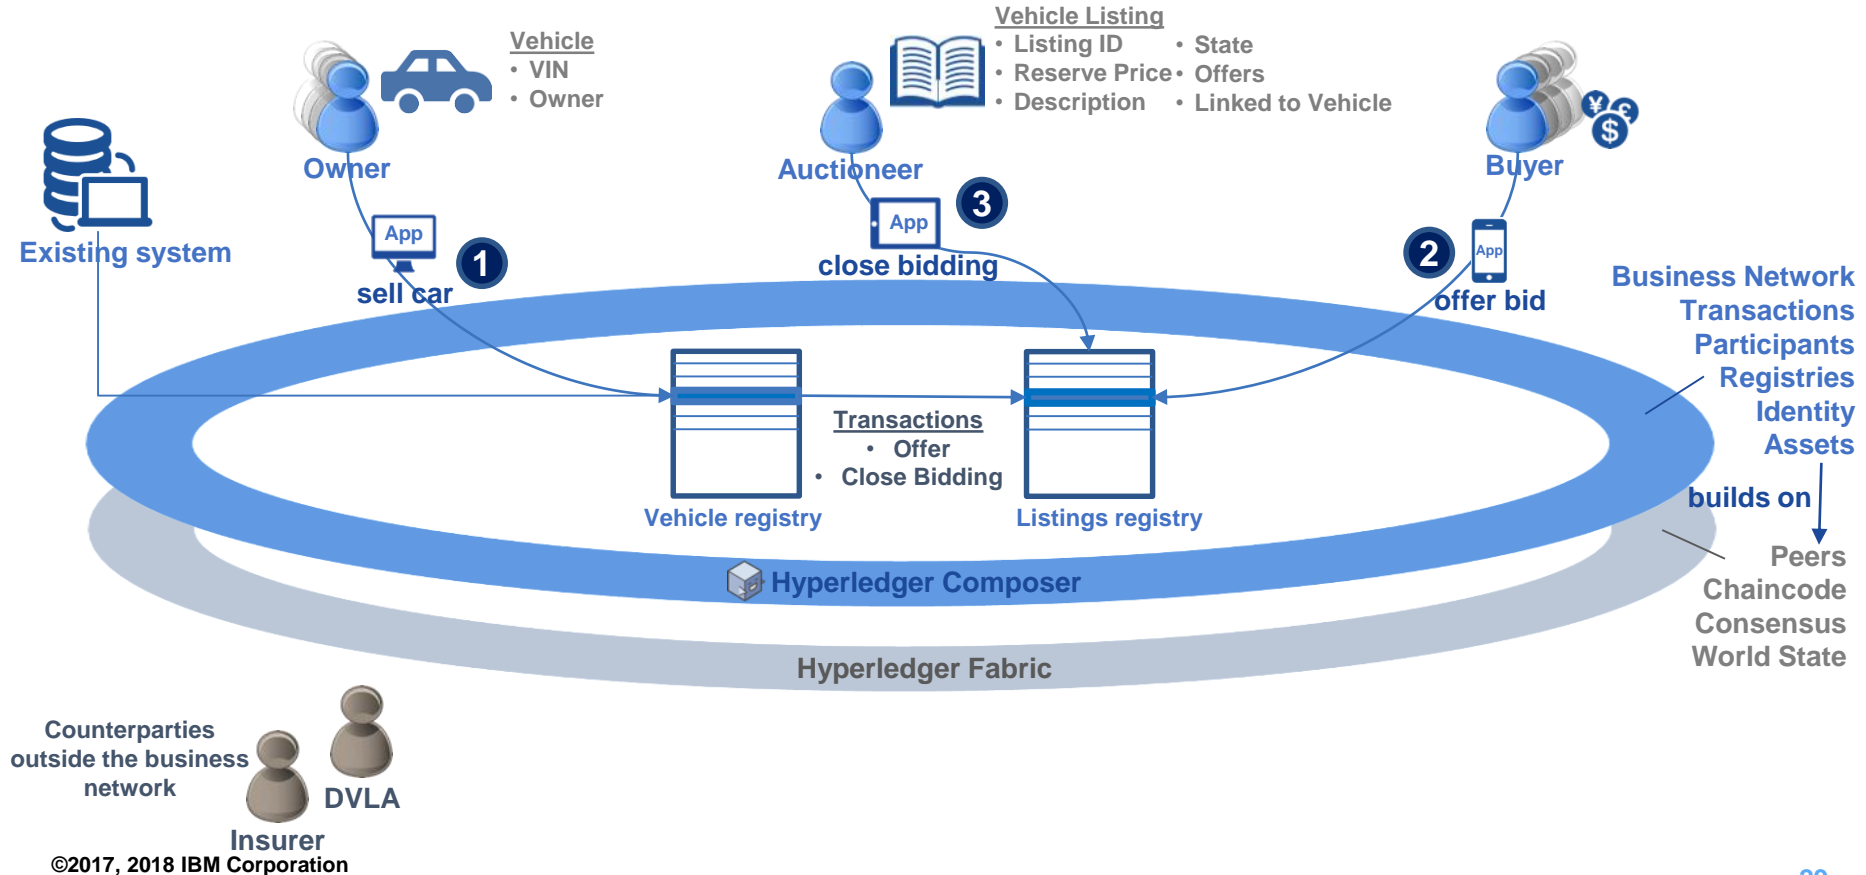 Vehicle
• VIN
• Owner
Vehicle Listing
• Listing ID
• Reserve Price
• Description
• State
• Offers
• Linked to Vehicle
¥
£
$
Owner
Auctioneer
Buyer
Existing system
App
1
sell car
App
3
close bidding
App
2
offer bid
Business Network
Transactions
Participants
Registries
Identity
Assets
builds on
Peers
Chaincode
Consensus
World State
Transactions
• Offer
• Close Bidding
Vehicle registry
Listings registry
Hyperledger Composer
Hyperledger Fabric
Counterparties
outside the business
network
DVLA
Insurer
©2017, 2018 IBM Corporation